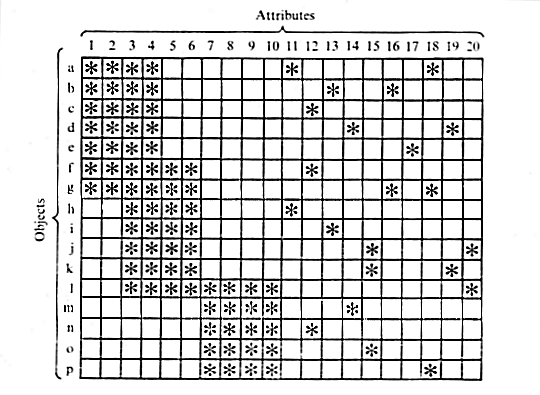 Attributes
1 2 3 4 5 6 7 8 9 10 11 12 13 14 15 16 17 18 19 20
Objects
a * * * * * *
b * * * * * *
c * * * * *
d * * * * * *
e * * * * *
f * * * * * * *
g * * * * * * * *
h * * * * *
i * * * * *
j * * * * * *
k * * * * * *
l * * * * * * * * *
m * * * * *
n * * * * *
o * * * * *
p * * * * *